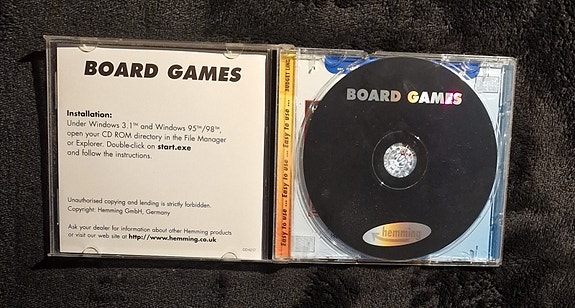 BOARD GAMES
Installation:
Under Windows 3.1™ and Windows 95™/98™,
open your CD ROM directory in the File Manager
or Explorer. Double-click on start.exe
and follow the instructions.
Unauthorised copying and lending is strictly forbidden.
Copyright: Hemming GmbH, Germany
Ask your dealer for information about other Hemming products
or visit our web site at http://www.hemming.co.uk
Easy to use ... Easy to use ... Easy to use ... BUDGET LINE
BOARD GAMES
hemming